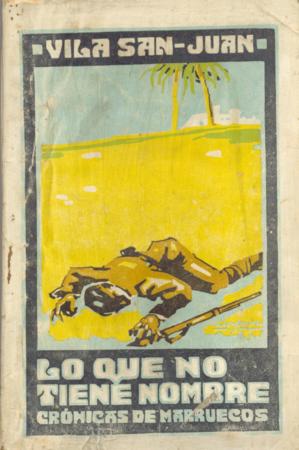 VILA SAN-JUAN
LO QUE NO
TIENE NOMBRE
CRÓNICAS DE MARRUECOS